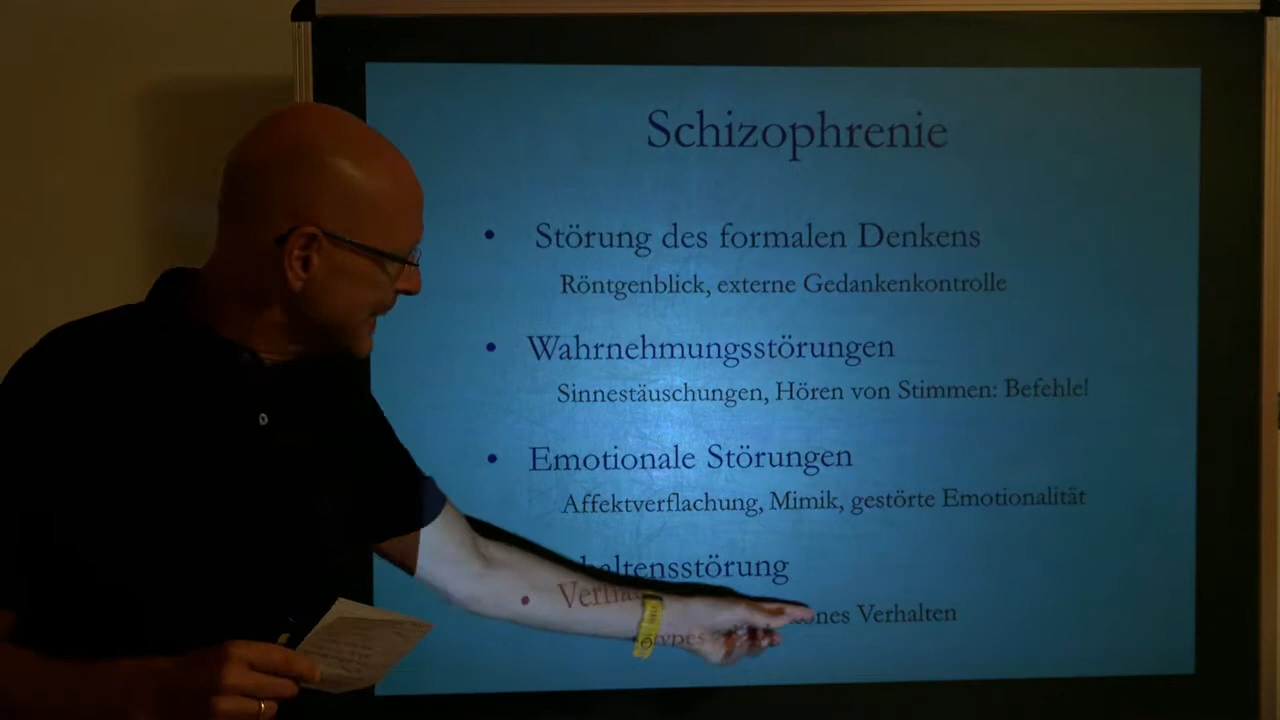 Schizophrenie
• Störung des formalen Denkens
Röntgenblick, externe Gedankenkontrolle
• Wahrnehmungsstörungen
Sinnestäuschungen, Hören von Stimmen: Befehle!
• Emotionale Störungen
Affektverflachung, Mimik, gestörte Emotionalität
• Verhaltensstörung
Verhalten